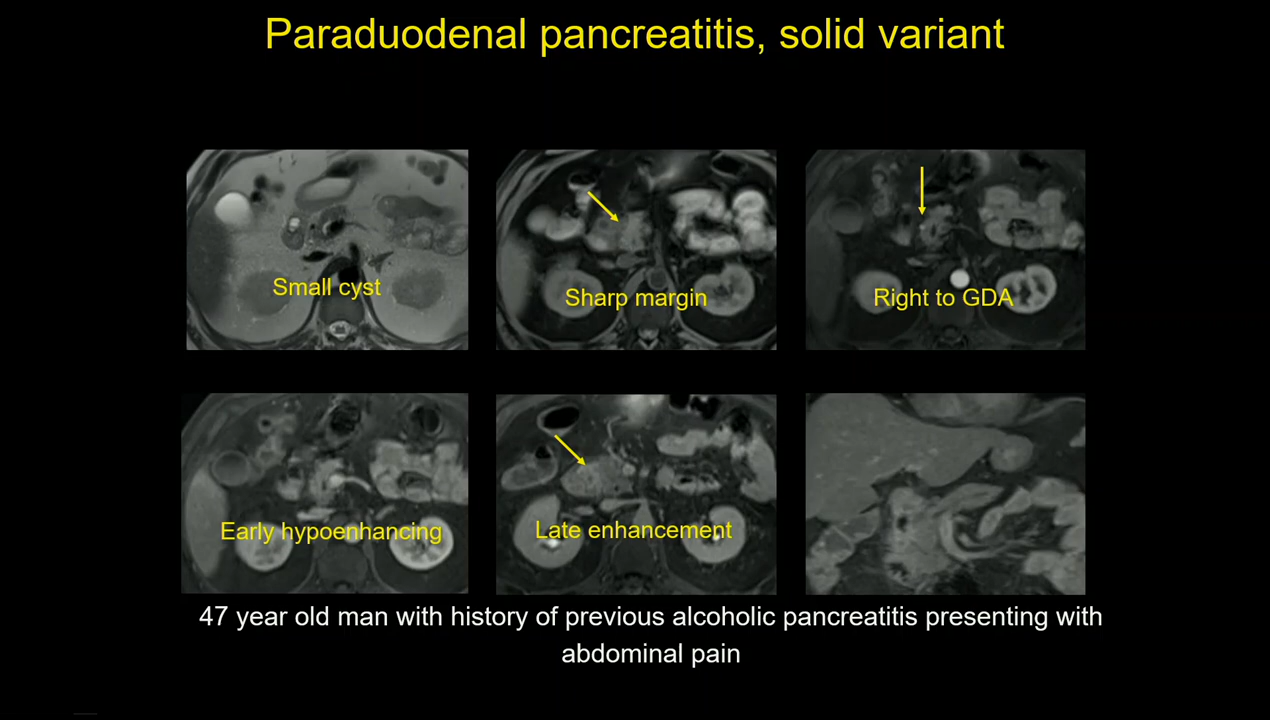 Paraduodenal pancreatitis, solid variant
Small cyst
Sharp margin
Right to GDA
Early hypoenhancing
Late enhancement
47 year old man with history of previous alcoholic pancreatitis presenting with
abdominal pain